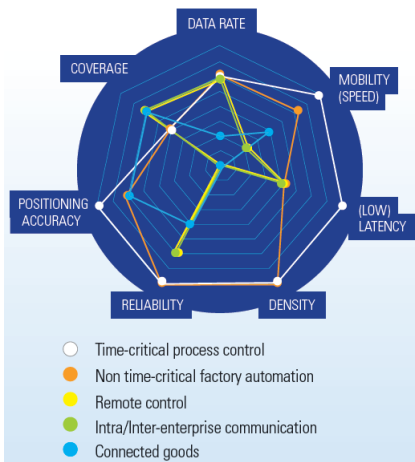 DATA RATE
COVERAGE
MOBILITY
(SPEED)
POSITIONING
ACCURACY
(LOW)
LATENCY
RELIABILITY
DENSITY
Time-critical process control
Non time-critical factory automation
Remote control
Intra/Inter-enterprise communication
Connected goods